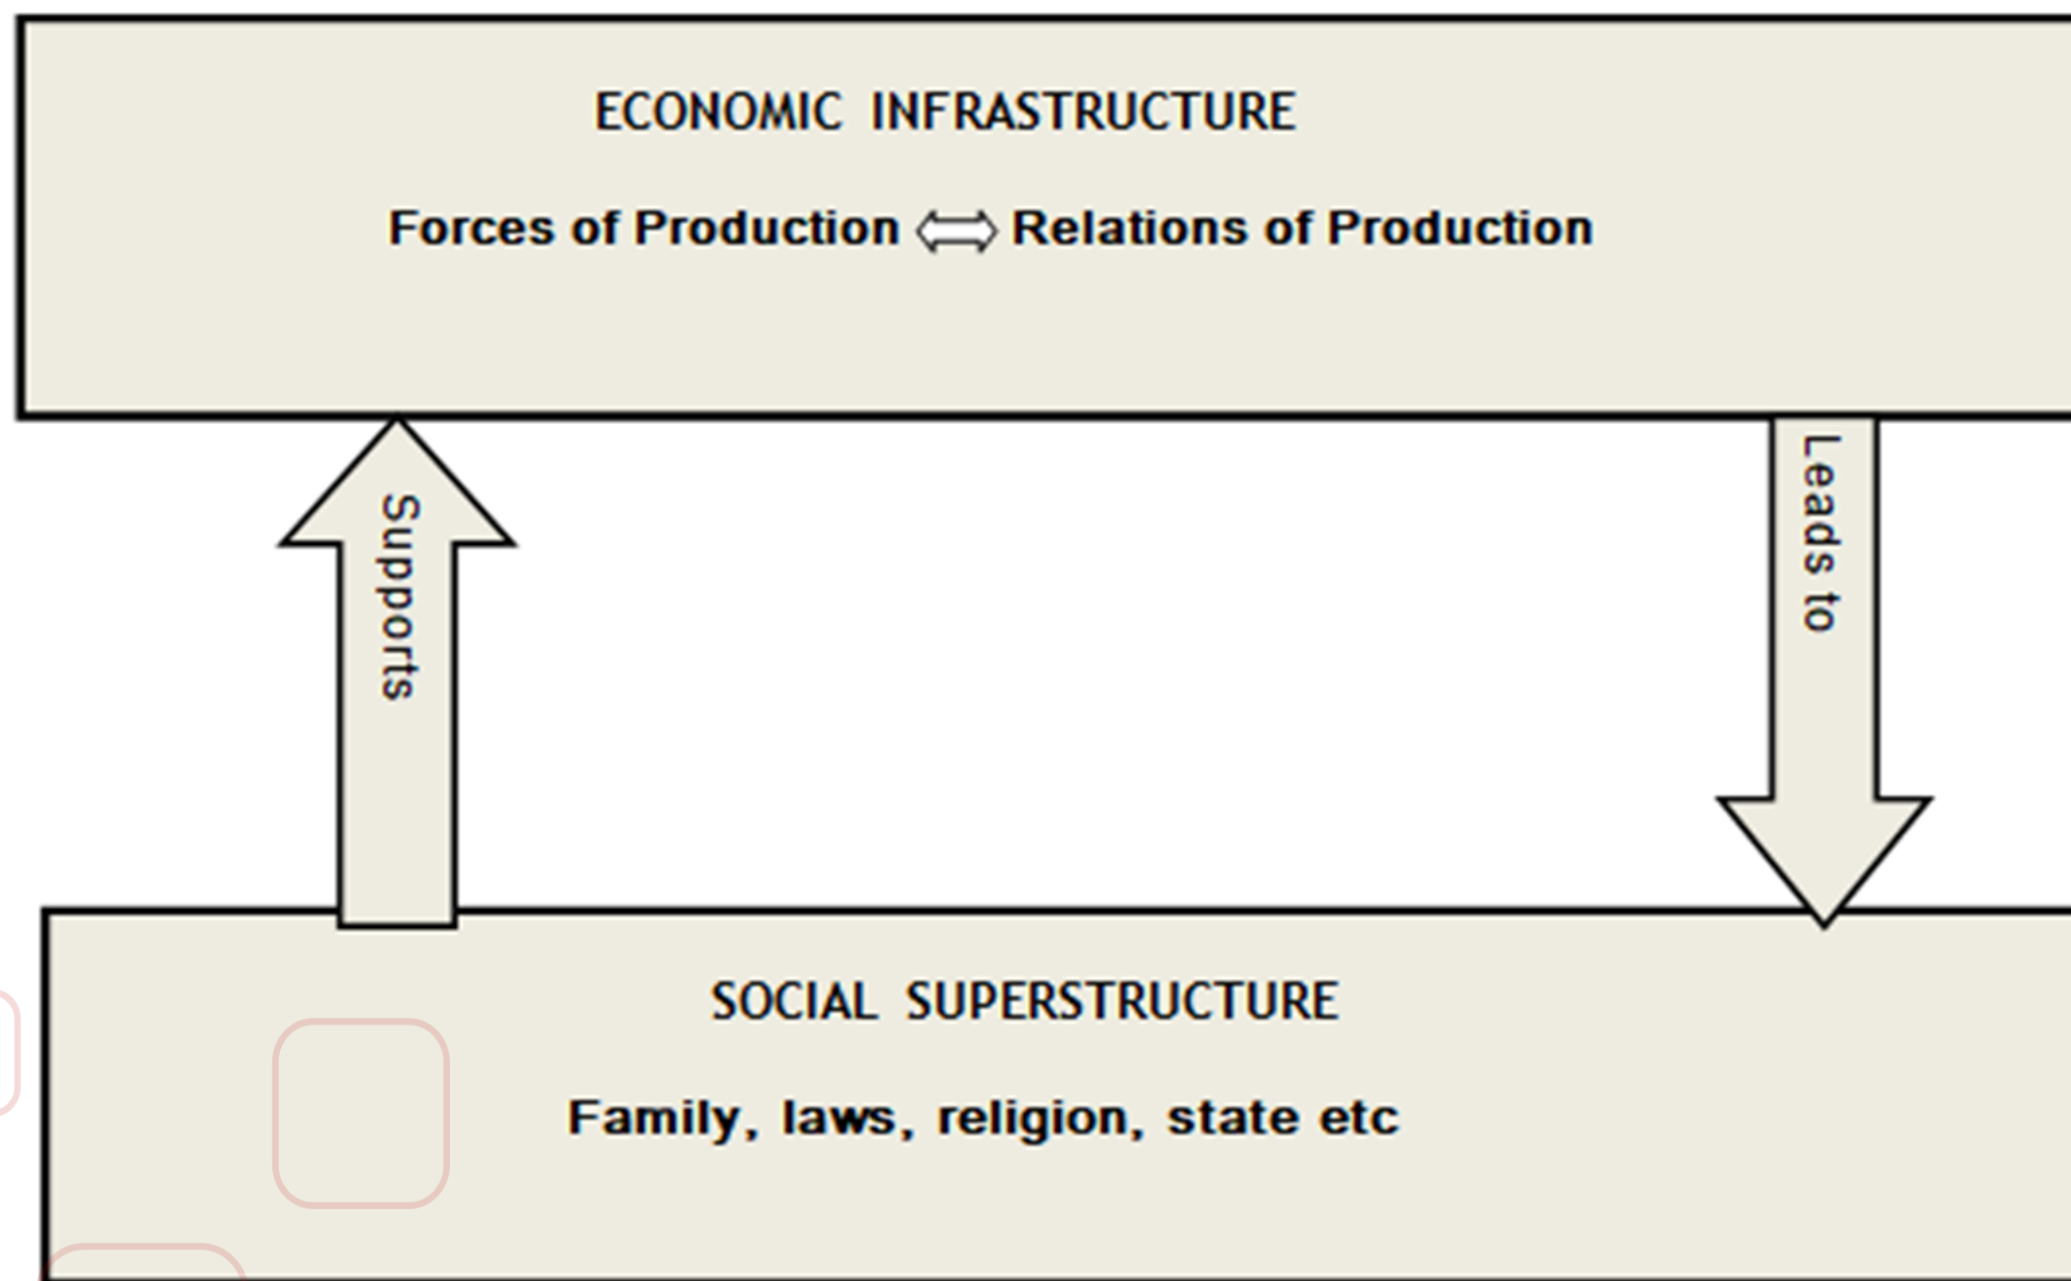 ECONOMIC INFRASTRUCTURE
Forces of Production ⇔ Relations of Production
Supports
Leads to
SOCIAL SUPERSTRUCTURE
Family, laws, religion, state etc